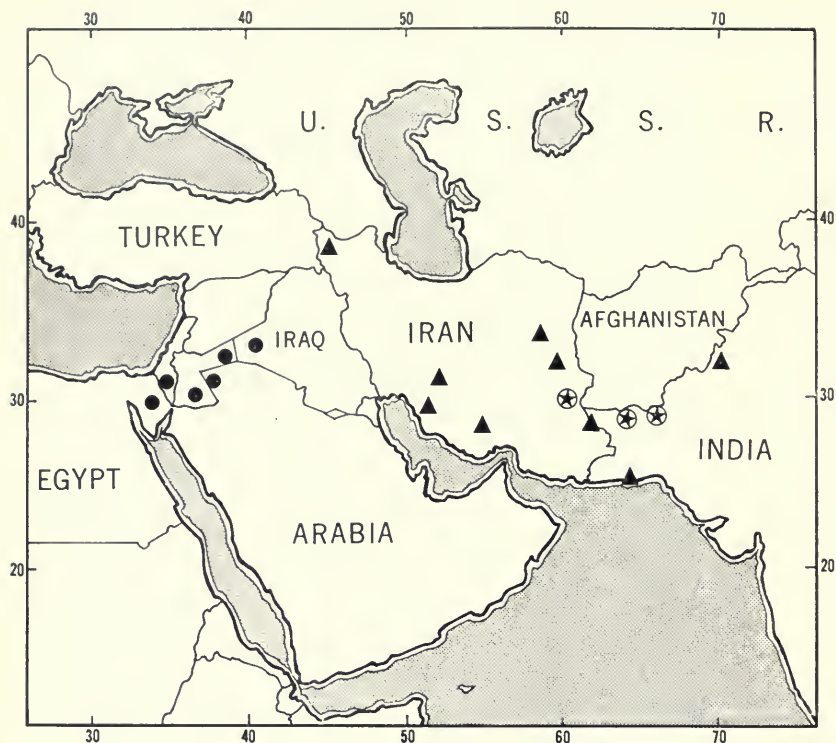 30 40 50 60 70
U. S. S. R.
40 40
TURKEY
IRAQ
IRAN
AFGHANISTAN
30 30
INDIA
EGYPT
ARABIA
20 20
30 40 50 60 70